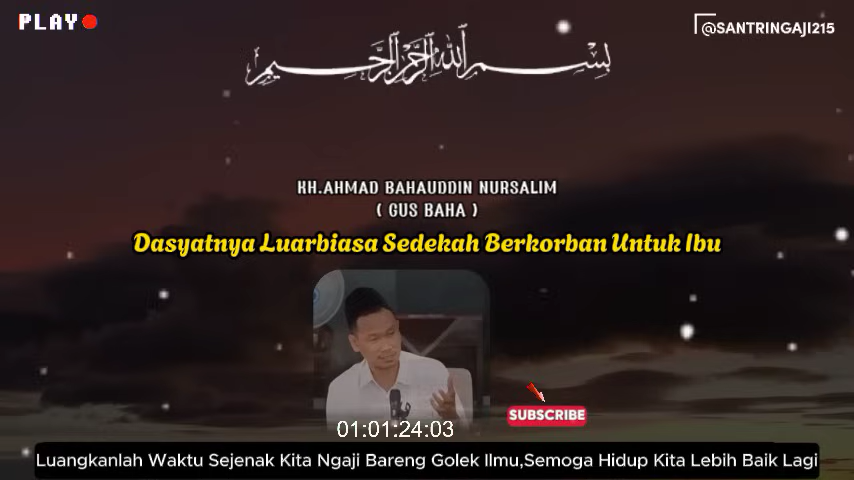 PLAY
@SANTRINGAJI215
بسم الله الرحمن الرحيم
KH.AHMAD BAHAUDDIN NURSALIM
( GUS BAHA )
Dasyatnya Luarbiasa Sedekah Berkorban Untuk Ibu
SUBSCRIBE
01:01:24:03
Luangkanlah Waktu Sejenak Kita Ngaji Bareng Golek Ilmu,Semoga Hidup Kita Lebih Baik Lagi